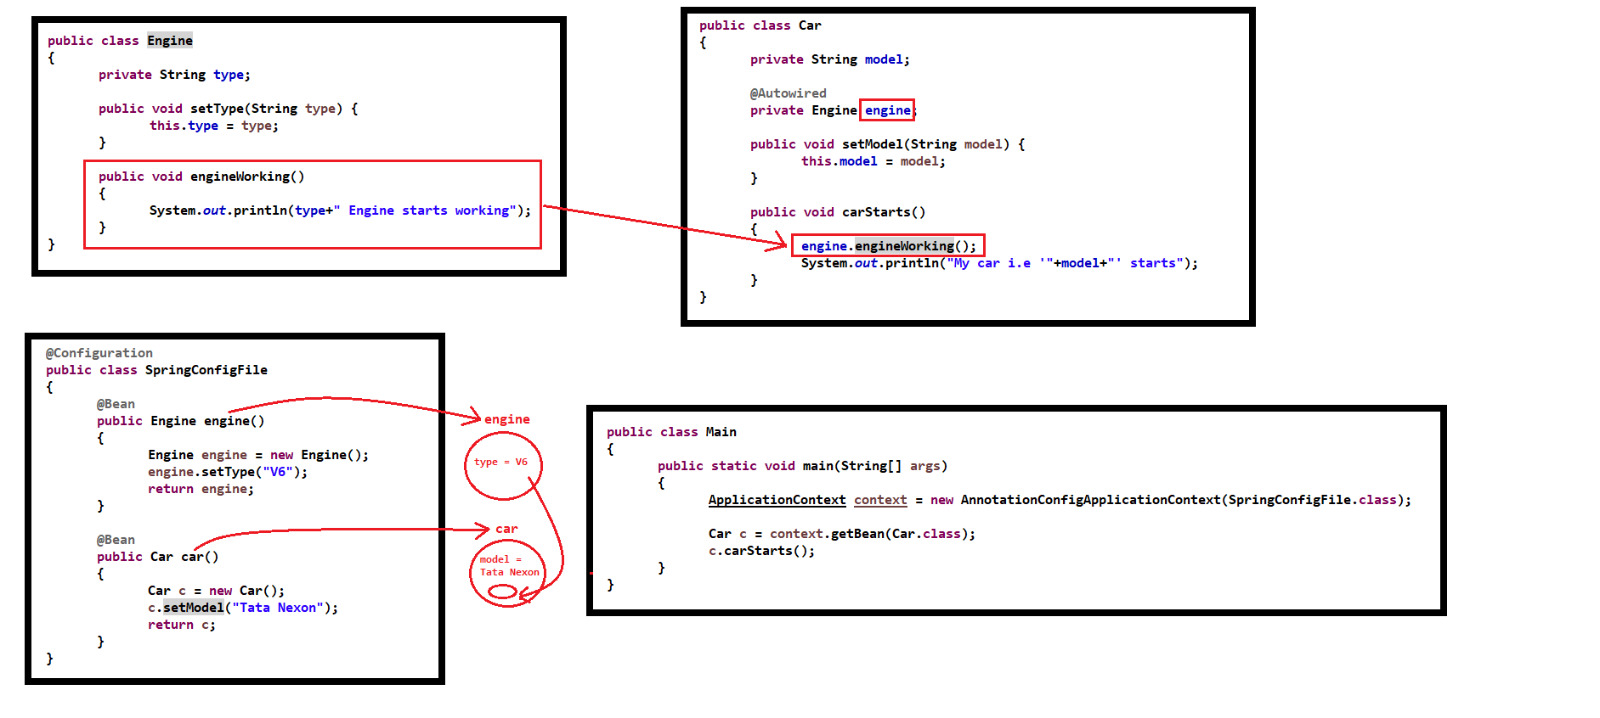 public class Engine
{
private String type;
public void setType(String type) {
this.type = type;
}
public void engineWorking()
{
System.out.println(type+" Engine starts working");
}
}
public class Car
{
private String model;
@Autowired
private Engine engine;
public void setModel(String model) {
this.model = model;
}
public void carStarts()
{
engine.engineWorking();
System.out.println("My car i.e '"+model+"' starts");
}
}
@Configuration
public class SpringConfigFile
{
@Bean
public Engine engine()
{
Engine engine = new Engine();
engine.setType("V6");
return engine;
}
@Bean
public Car car()
{
Car c = new Car();
c.setModel("Tata Nexon");
return c;
}
}
engine
type = V6
car
model =
Tata Nexon
public class Main
{
public static void main(String[] args)
{
ApplicationContext context = new AnnotationConfigApplicationContext(SpringConfigFile.class);
Car c = context.getBean(Car.class);
c.carStarts();
}
}